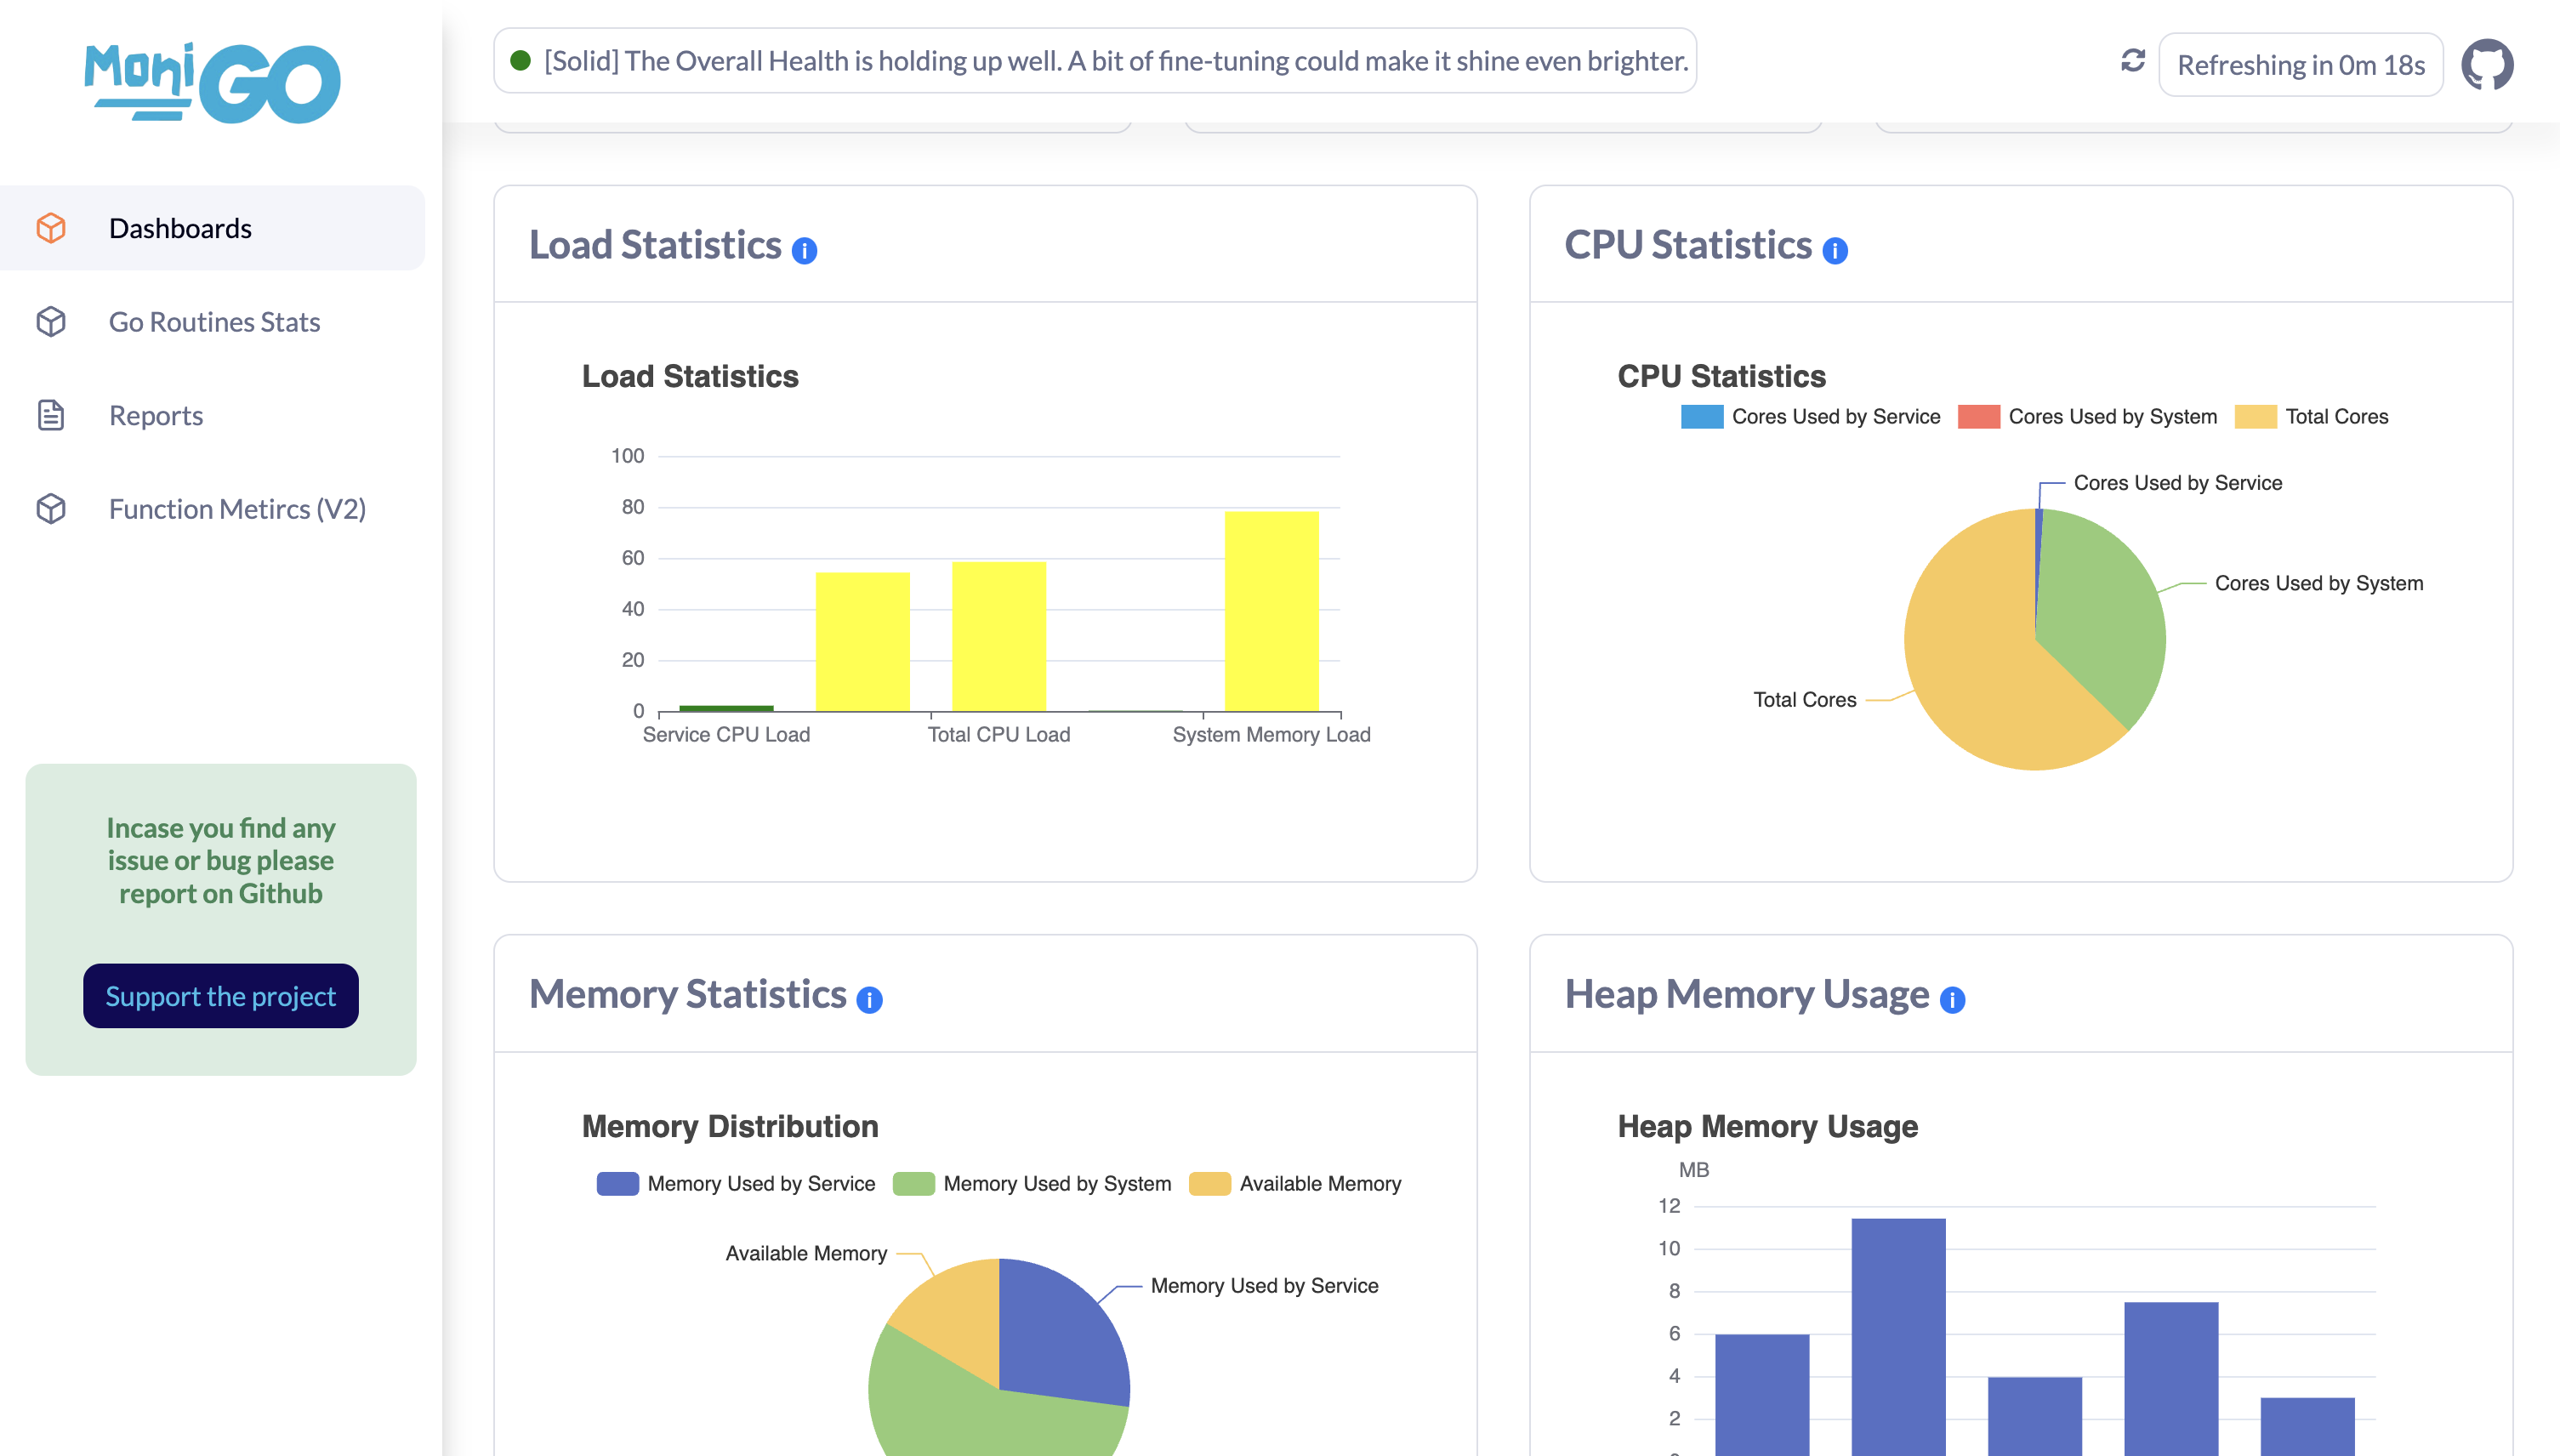 Moni GO
[Solid] The Overall Health is holding up well. A bit of fine-tuning could make it shine even brighter.
Refreshing in 0m 18s
Dashboards
Go Routines Stats
Reports
Function Metircs (V2)
Incase you find any
issue or bug please
report on Github
Support the project
Load Statistics
Load Statistics
100
80
60
40
20
0
Service CPU Load
Total CPU Load
System Memory Load
CPU Statistics
CPU Statistics
Cores Used by Service
Cores Used by System
Total Cores
Cores Used by Service
Cores Used by System
Total Cores
Memory Statistics
Memory Distribution
Memory Used by Service
Memory Used by System
Available Memory
Available Memory
Memory Used by Service
Heap Memory Usage
Heap Memory Usage
MB
12
10
8
6
4
2